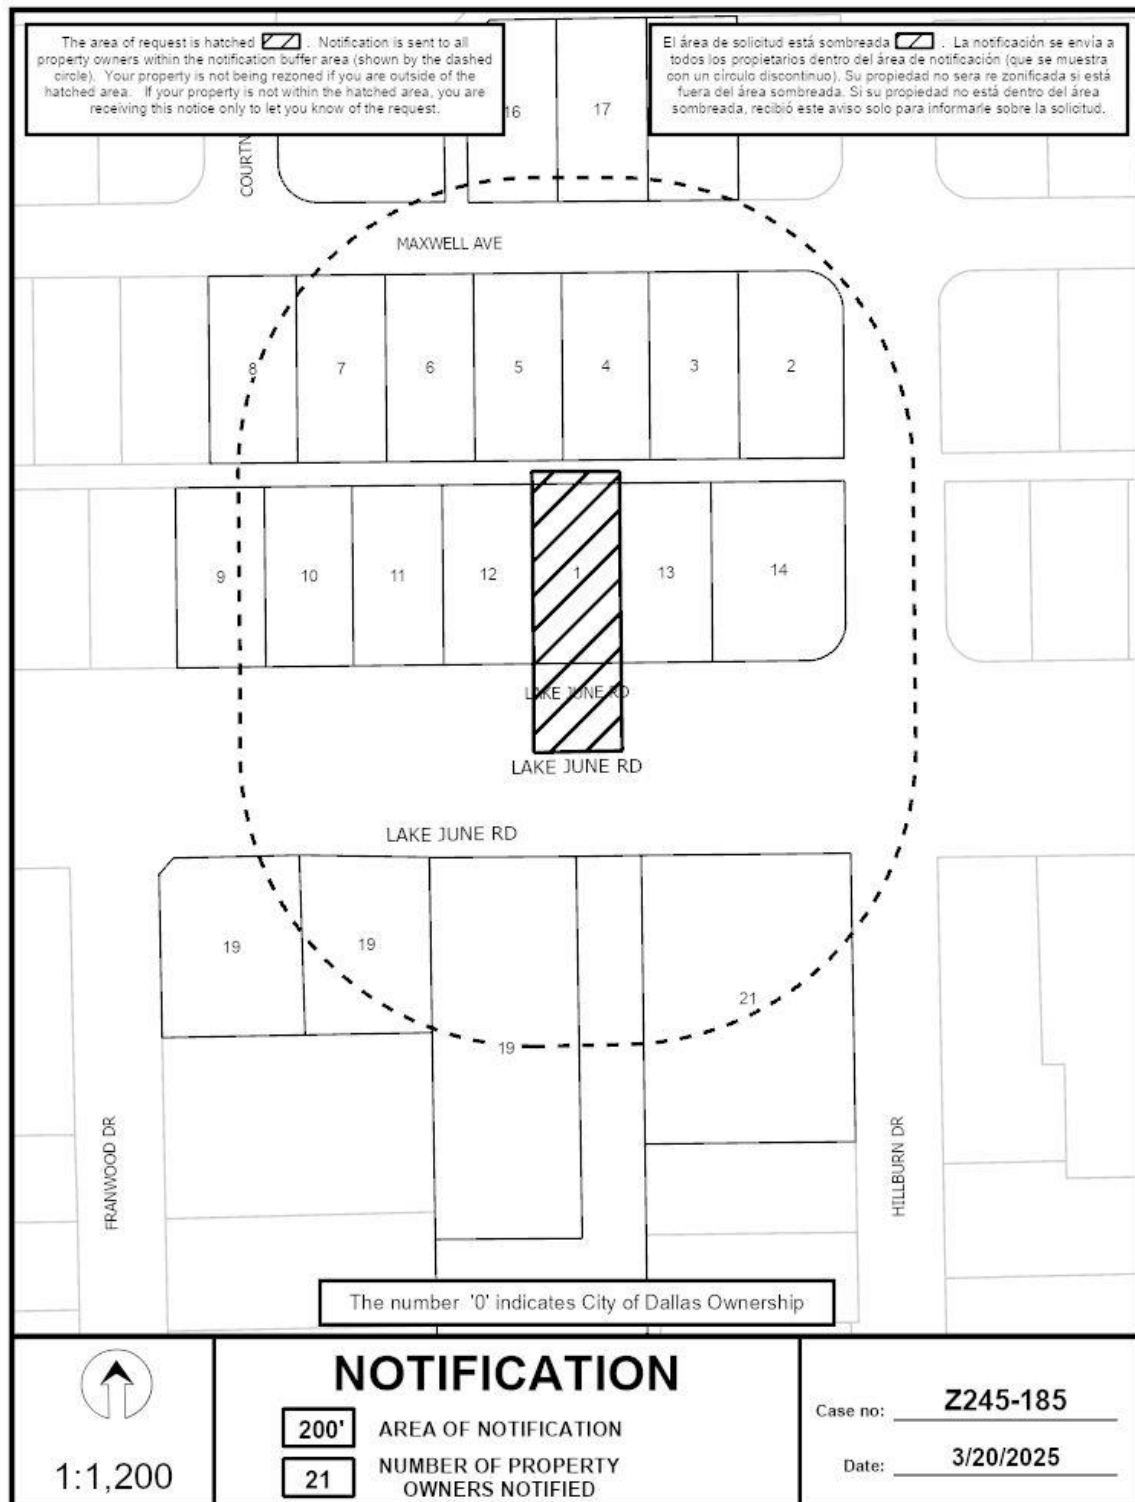 The area of request is hatched . Notification is sent to all
property owners within the notification buffer area (shown by the dashed
circle). Your property is not being rezoned if you are outside of the
hatched area. If your property is not within the hatched area, you are
receiving this notice only to let you know of the request.
El área de solicitud está sombreada . La notificación se envía a
todos los propietarios dentro del área de notificación (que se muestra
con un círculo discontinuo). Su propiedad no sera re zonificada si está
fuera del área sombreada. Si su propiedad no está dentro del área
sombreada, recibió este aviso solo para informarle sobre la solicitud.
16
17
MAXWELL AVE
8
7
6
5
4
3
2
9
10
11
12
1
13
14
LAKE JUNE RD
LAKE JUNE RD
LAKE JUNE RD
19
19
19
21
FRANWOOD DR
HILLBURN DR
The number '0' indicates City of Dallas Ownership
1:1,200
NOTIFICATION
200' AREA OF NOTIFICATION
21 NUMBER OF PROPERTY
OWNERS NOTIFIED
Case no: Z245-185
Date: 3/20/2025